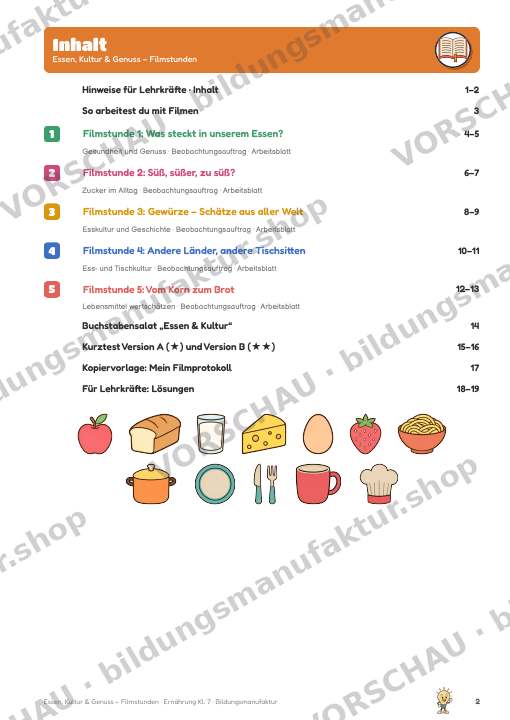 Inhalt
Essen, Kultur & Genuss – Filmstunden
Hinweise für Lehrkräfte · Inhalt 1–2
So arbeitest du mit Filmen 3
1 Filmstunde 1: Was steckt in unserem Essen? 4–5
Gesundheit und Genuss · Beobachtungsauftrag · Arbeitsblatt
2 Filmstunde 2: Süß, süßer, zu süß? 6–7
Zucker im Alltag · Beobachtungsauftrag · Arbeitsblatt
3 Filmstunde 3: Gewürze – Schätze aus aller Welt 8–9
Esskultur und Geschichte · Beobachtungsauftrag · Arbeitsblatt
4 Filmstunde 4: Andere Länder, andere Tischsitten 10–11
Ess- und Tischkultur · Beobachtungsauftrag · Arbeitsblatt
5 Filmstunde 5: Vom Korn zum Brot 12–13
Lebensmittel wertschätzen · Beobachtungsauftrag · Arbeitsblatt
Buchstabensalat „Essen & Kultur“ 14
Kurztest Version A (★) und Version B (★★) 15–16
Kopiervorlage: Mein Filmprotokoll 17
Für Lehrkräfte: Lösungen 18–19
Essen, Kultur & Genuss – Filmstunden · Ernährung Kl. 7 · Bildungsmanufaktur 2
VORSCHAU · bildungsmanufaktur.shop